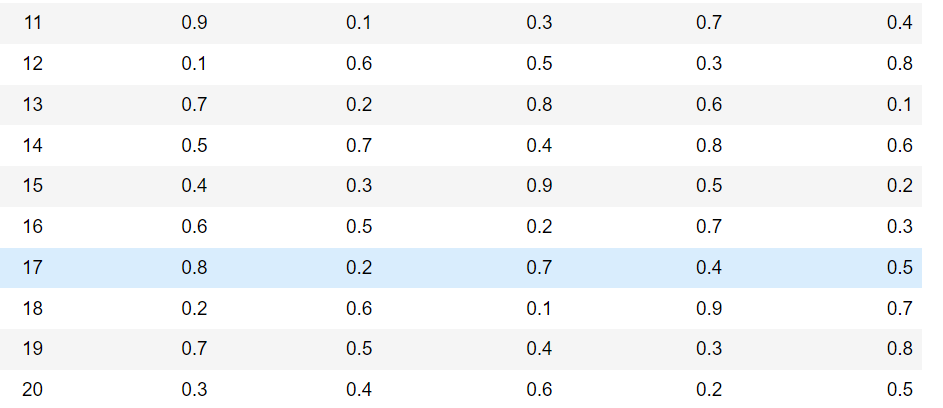 11 0.9 0.1 0.3 0.7 0.4
12 0.1 0.6 0.5 0.3 0.8
13 0.7 0.2 0.8 0.6 0.1
14 0.5 0.7 0.4 0.8 0.6
15 0.4 0.3 0.9 0.5 0.2
16 0.6 0.5 0.2 0.7 0.3
17 0.8 0.2 0.7 0.4 0.5
18 0.2 0.6 0.1 0.9 0.7
19 0.7 0.5 0.4 0.3 0.8
20 0.3 0.4 0.6 0.2 0.5